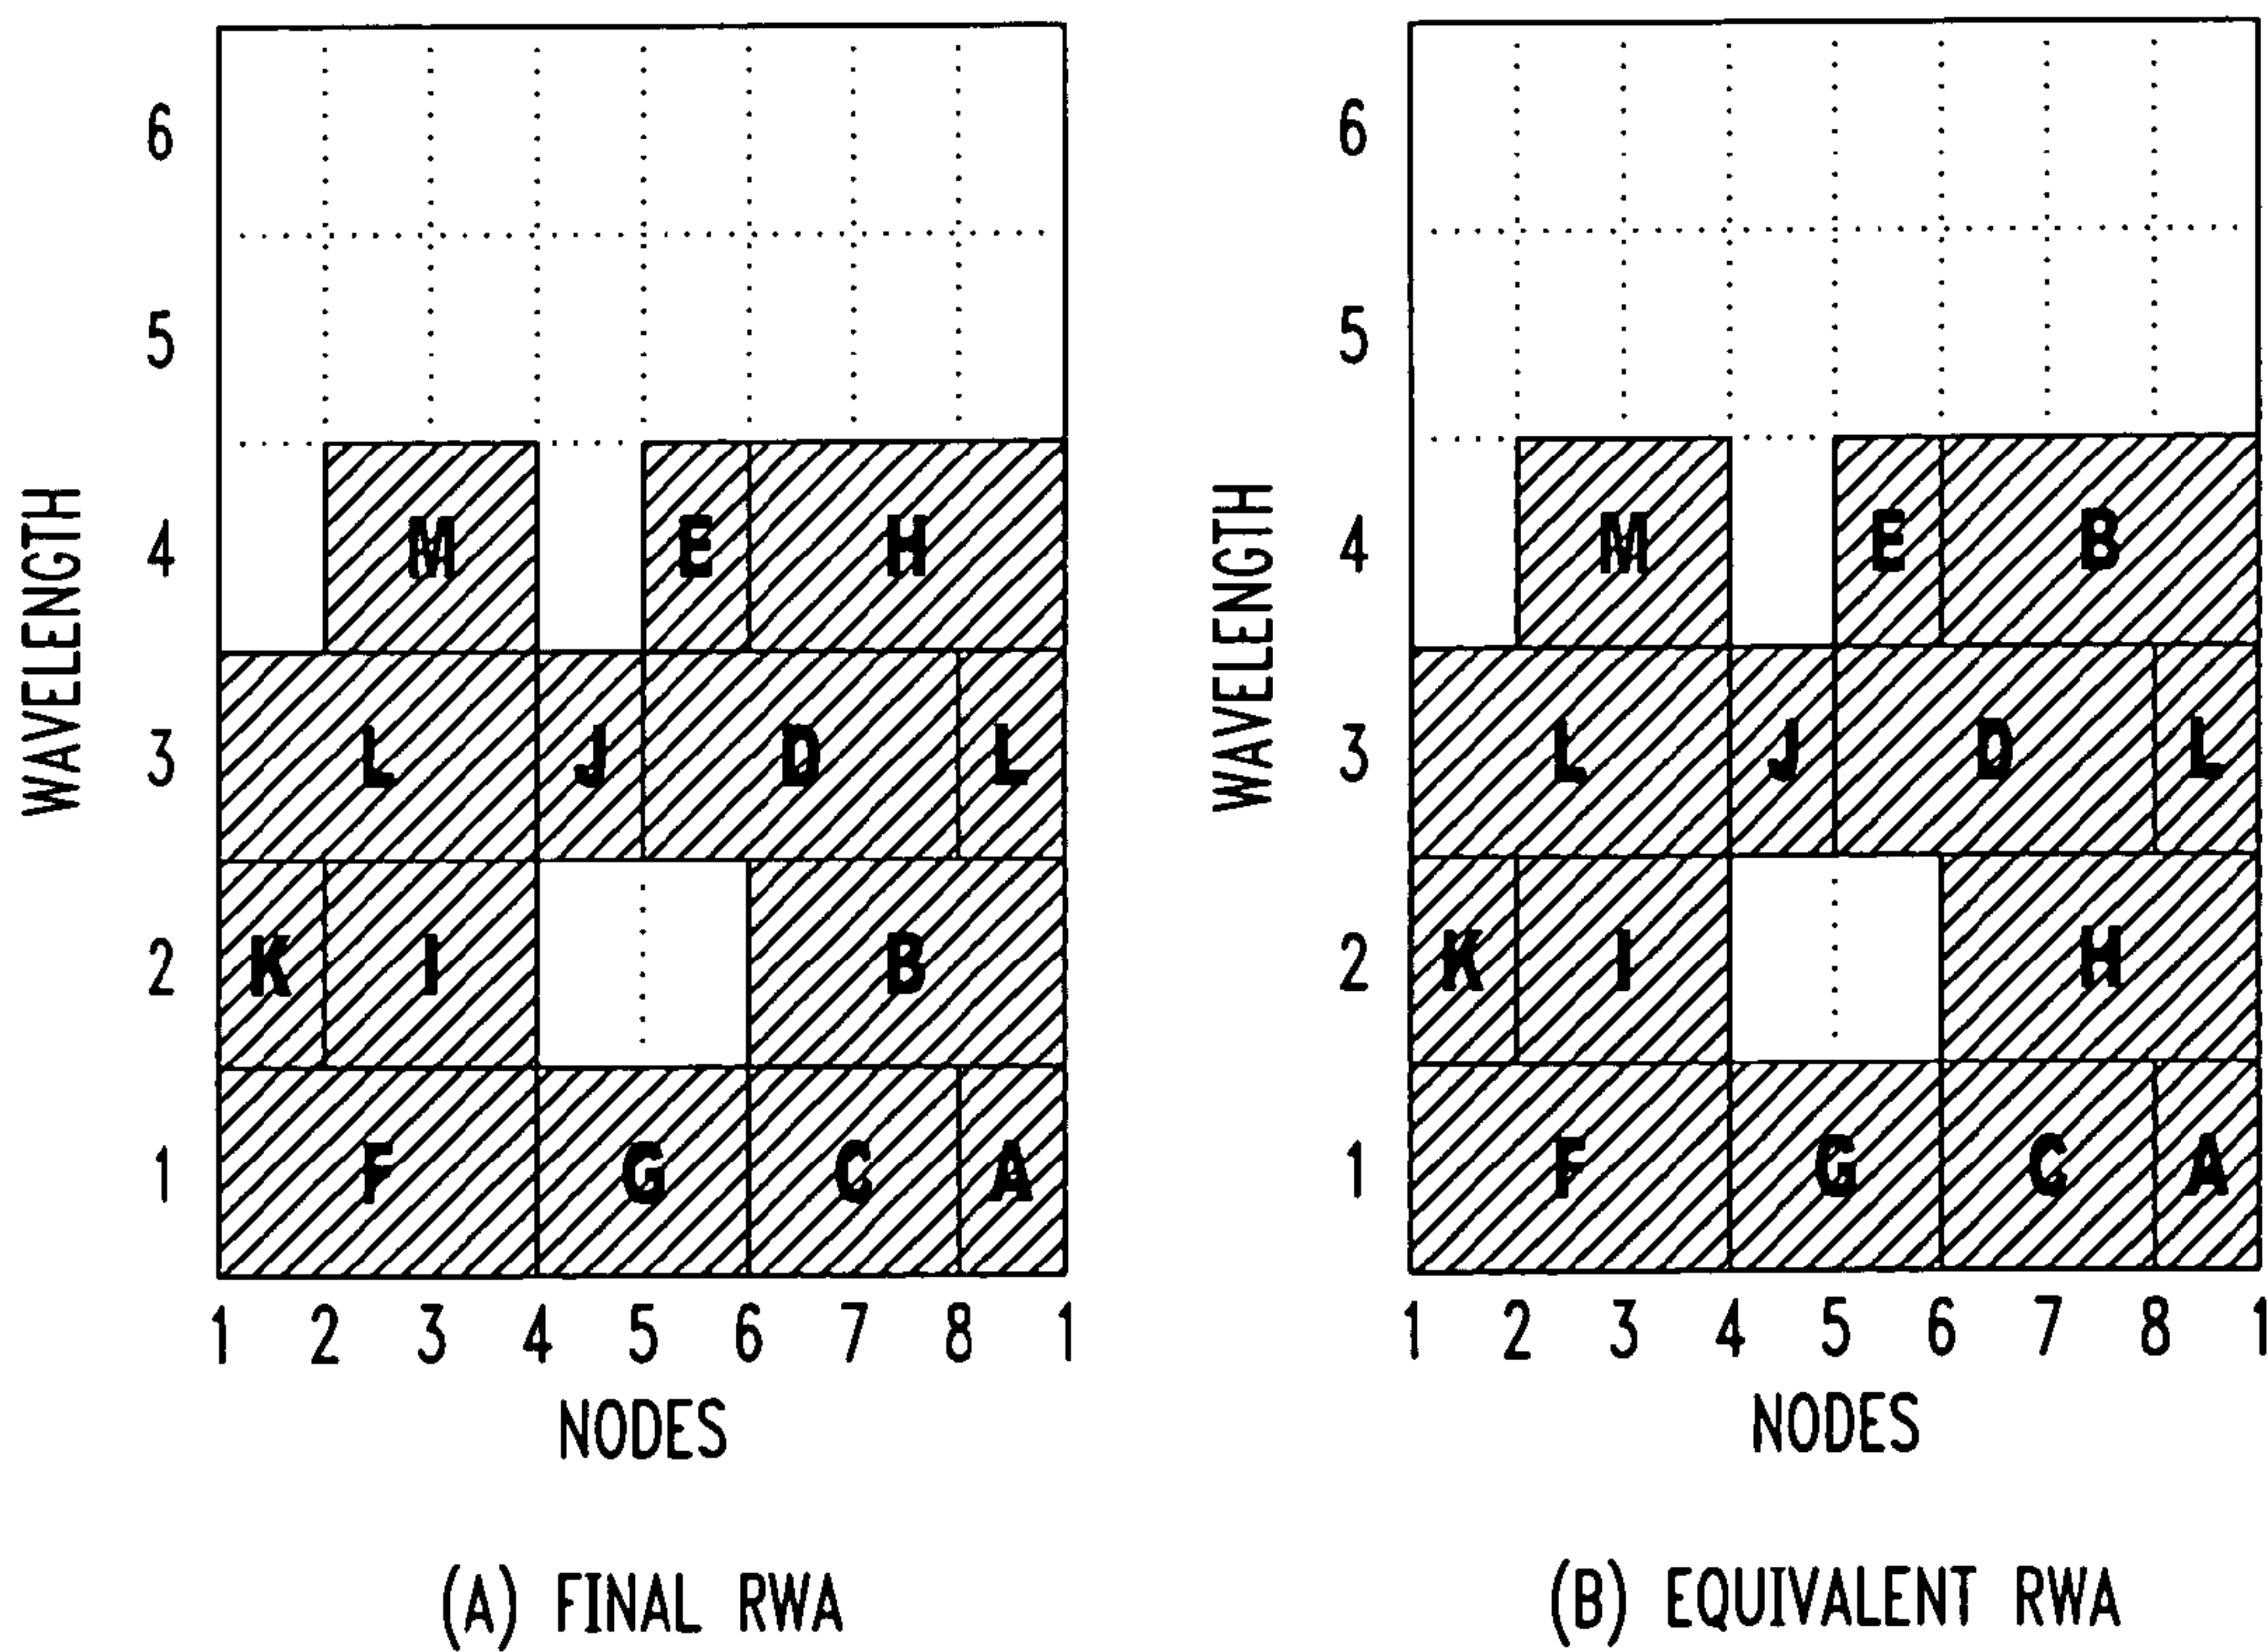 WAVELENGTH
6
5
4
M E H
3
L J D L
2
K I B
1
F G C A
1 2 3 4 5 6 7 8 1
NODES
(A) FINAL RWA
WAVELENGTH
6
5
4
M E B
3
L J D L
2
K I H
1
F G C A
1 2 3 4 5 6 7 8 1
NODES
(B) EQUIVALENT RWA